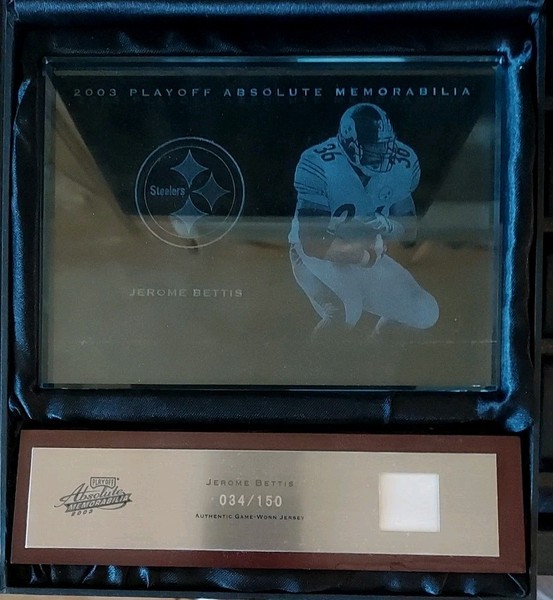 2003 PLAYOFF ABSOLUTE MEMORABILIA
36 36
Steelers
36
JEROME BETTIS
PLAYOFF
Absolute
MEMORABILIA
2003
JEROME BETTIS
034/150
AUTHENTIC GAME-WORN JERSEY